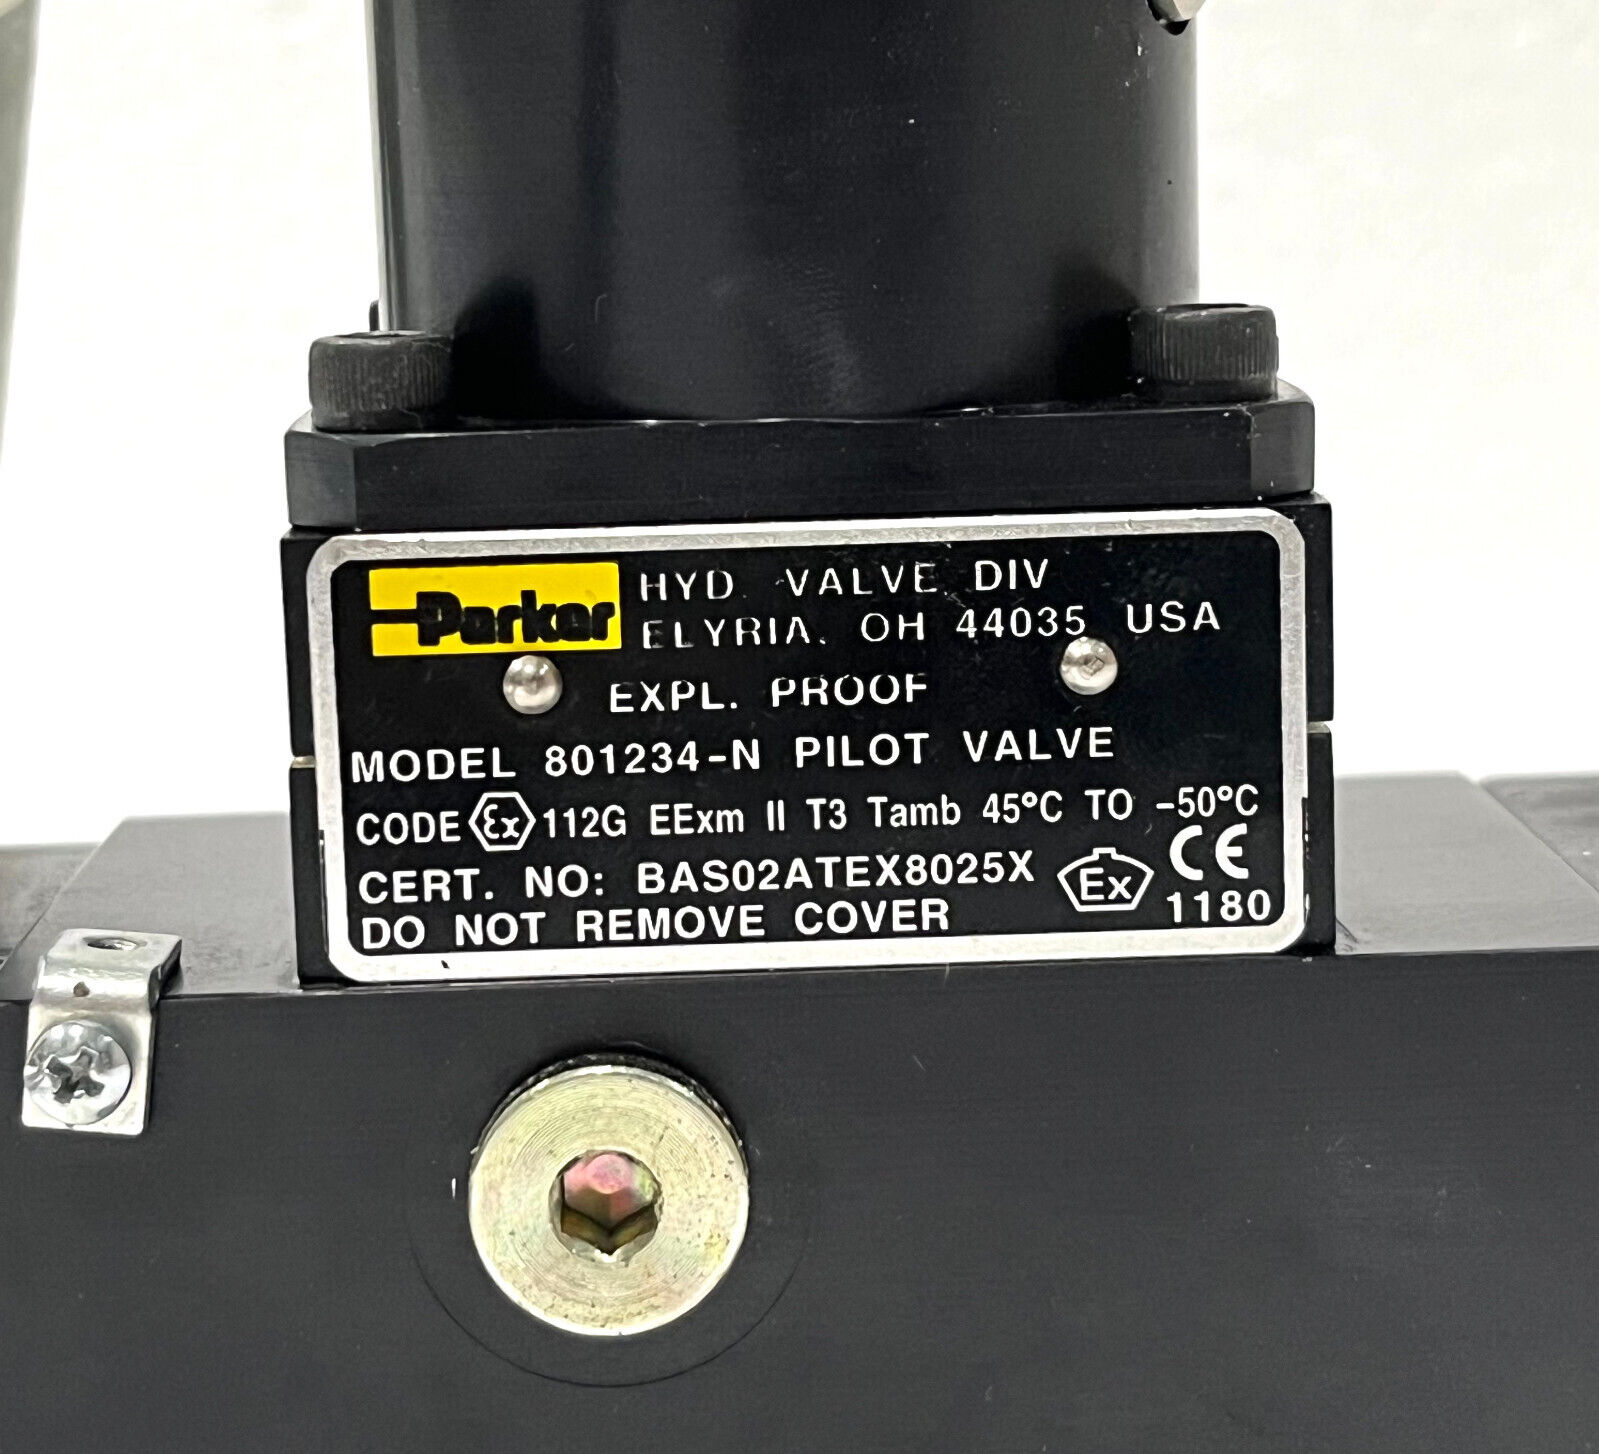 Parker HYD. VALVE. DIV
ELYRIA. OH 44035 USA
EXPL. PROOF
MODEL 801234-N PILOT VALVE
CODE Ex 112G EExm II T3 Tamb 45°C TO -50°C
CERT. NO: BAS02ATEX8025X Ex CE
DO NOT REMOVE COVER 1180